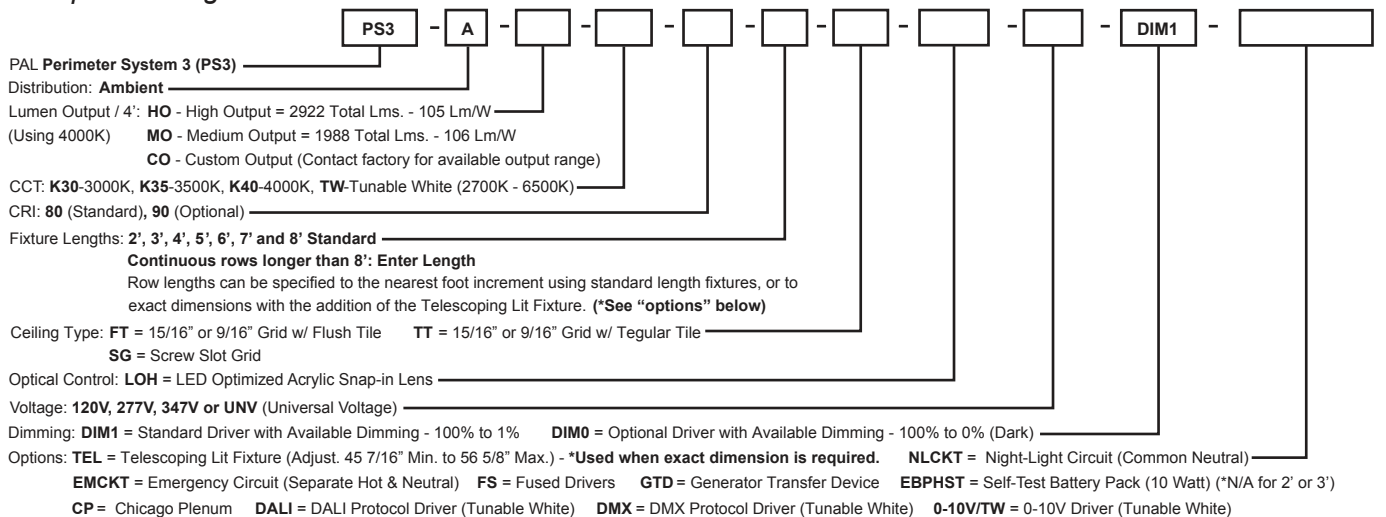 PS3 - A - - - - - - - - DIM1 -
PAL Perimeter System 3 (PS3)
Distribution: Ambient
Lumen Output / 4’: HO - High Output = 2922 Total Lms. - 105 Lm/W
(Using 4000K) MO - Medium Output = 1988 Total Lms. - 106 Lm/W
CO - Custom Output (Contact factory for available output range)
CCT: K30-3000K, K35-3500K, K40-4000K, TW-Tunable White (2700K - 6500K)
CRI: 80 (Standard), 90 (Optional)
Fixture Lengths: 2’, 3’, 4’, 5’, 6’, 7’ and 8’ Standard
Continuous rows longer than 8’: Enter Length
Row lengths can be specified to the nearest foot increment using standard length fixtures, or to
exact dimensions with the addition of the Telescoping Lit Fixture. (*See “options” below)
Ceiling Type: FT = 15/16” or 9/16” Grid w/ Flush Tile TT = 15/16” or 9/16” Grid w/ Tegular Tile
SG = Screw Slot Grid
Optical Control: LOH = LED Optimized Acrylic Snap-in Lens
Voltage: 120V, 277V, 347V or UNV (Universal Voltage)
Dimming: DIM1 = Standard Driver with Available Dimming - 100% to 1% DIM0 = Optional Driver with Available Dimming - 100% to 0% (Dark)
Options: TEL = Telescoping Lit Fixture (Adjust. 45 7/16” Min. to 56 5/8” Max.) - *Used when exact dimension is required. NLCKT = Night-Light Circuit (Common Neutral)
EMCKT = Emergency Circuit (Separate Hot & Neutral) FS = Fused Drivers GTD = Generator Transfer Device EBPHST = Self-Test Battery Pack (10 Watt) (*N/A for 2’ or 3’)
CP = Chicago Plenum DALI = DALI Protocol Driver (Tunable White) DMX = DMX Protocol Driver (Tunable White) 0-10V/TW = 0-10V Driver (Tunable White)